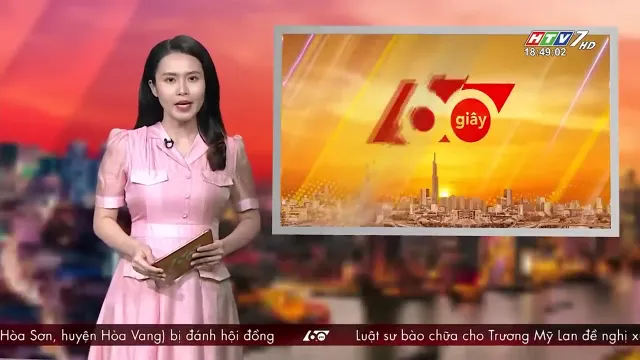 HTV7 HD
18:49:02
60 giây
Hòa Sơn, huyện Hòa Vang) bị đánh hội đồng 60 Luật sư bào chữa cho Trương Mỹ Lan đề nghị x